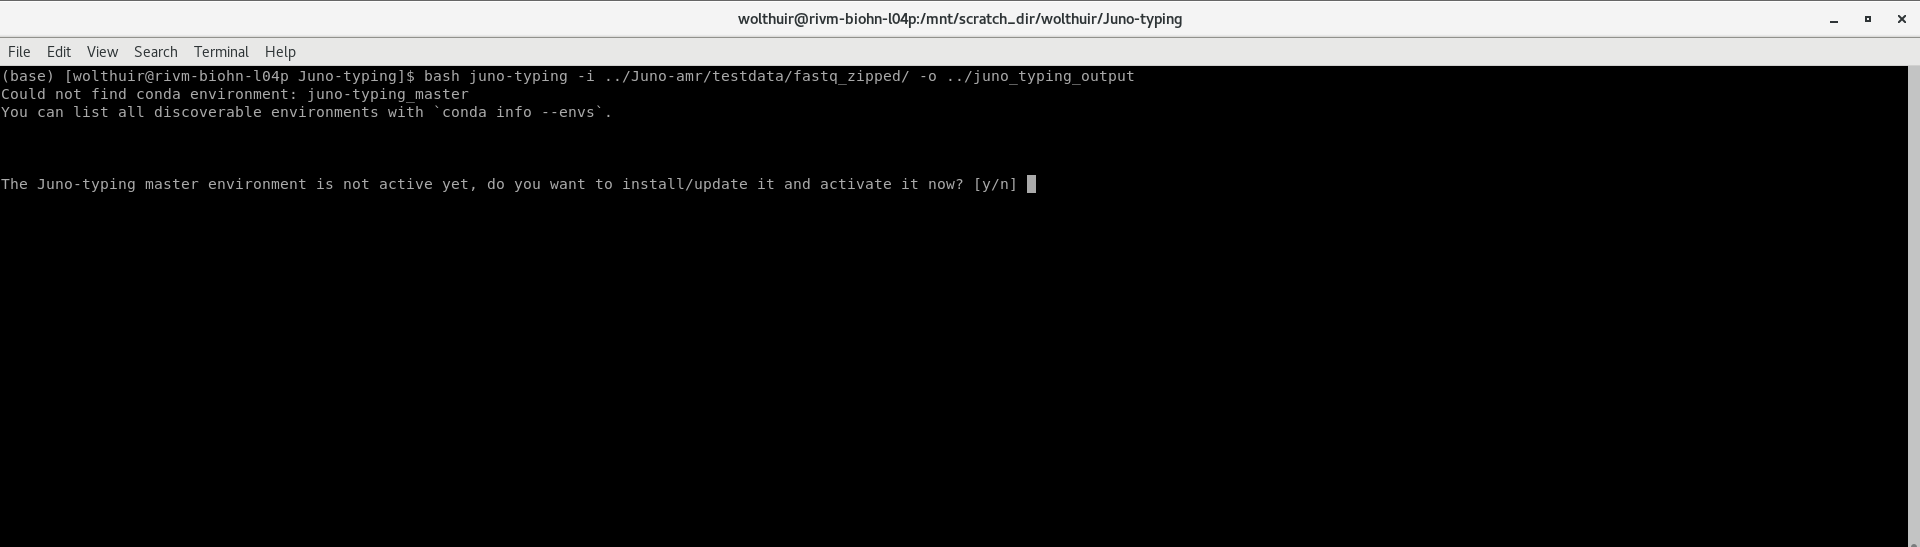 wolthuir@rivm-biohn-l04p:/mnt/scratch_dir/wolthuir/Juno-typing
File Edit View Search Terminal Help
(base) [wolthuir@rivm-biohn-l04p Juno-typing]$ bash juno-typing -i ../Juno-amr/testdata/fastq_zipped/ -o ../juno_typing_output
Could not find conda environment: juno-typing_master
You can list all discoverable environments with `conda info --envs`.
The Juno-typing master environment is not active yet, do you want to install/update it and activate it now? [y/n]